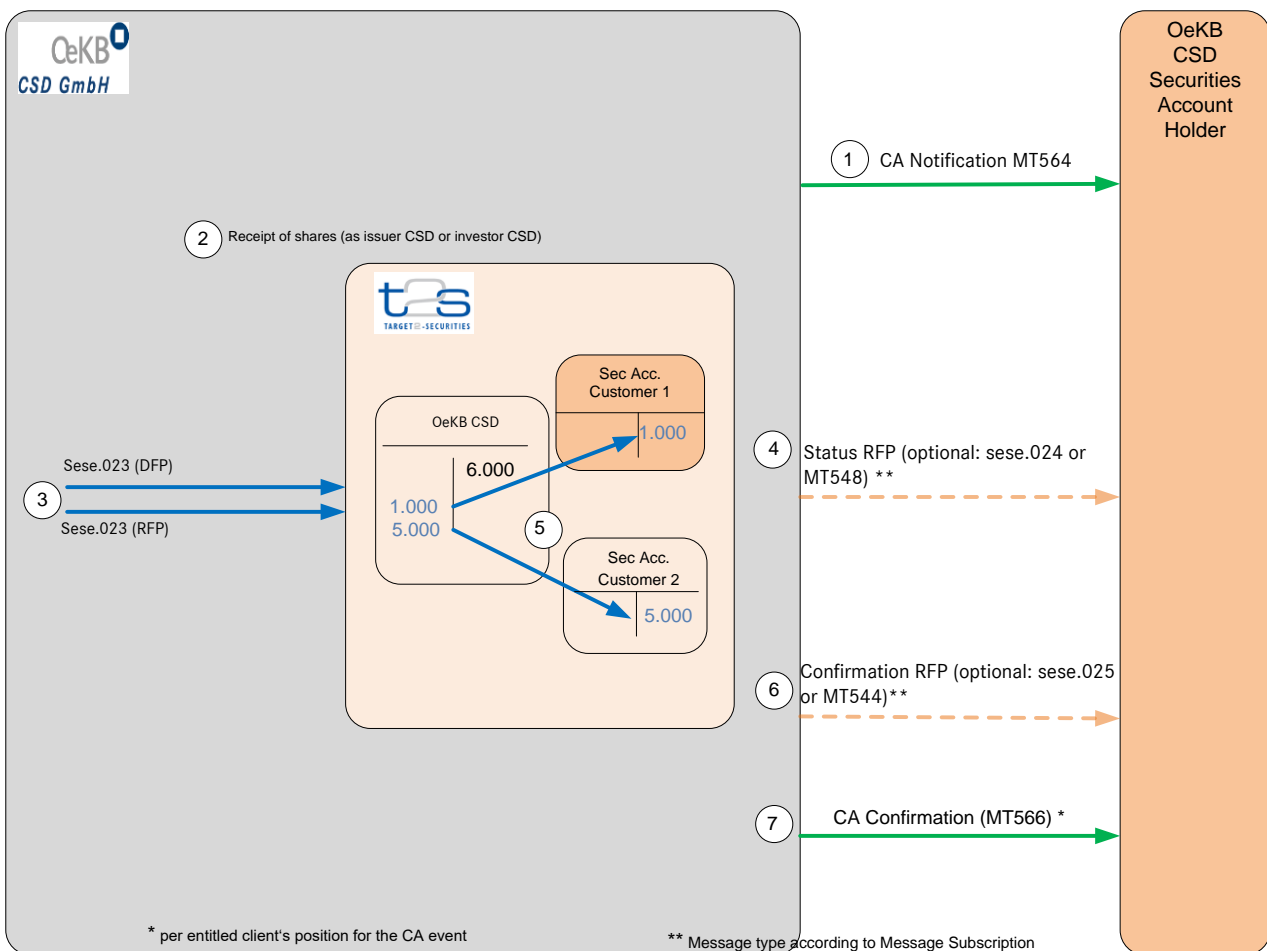 OeKB
CSD GmbH
OeKB
CSD
Securities
Account
Holder
1
CA Notification MT564
2
Receipt of shares (as issuer CSD or investor CSD)
t2s
TARGET2-SECURITIES
Sec Acc.
Customer 1
1.000
OeKB CSD
6.000
1.000
5.000
3
Sese.023 (DFP)
Sese.023 (RFP)
4
Status RFP (optional: sese.024 or
MT548) **
5
Sec Acc.
Customer 2
5.000
6
Confirmation RFP (optional: sese.025
or MT544)**
7
CA Confirmation (MT566) *
* per entitled client‘s position for the CA event
** Message type according to Message Subscription